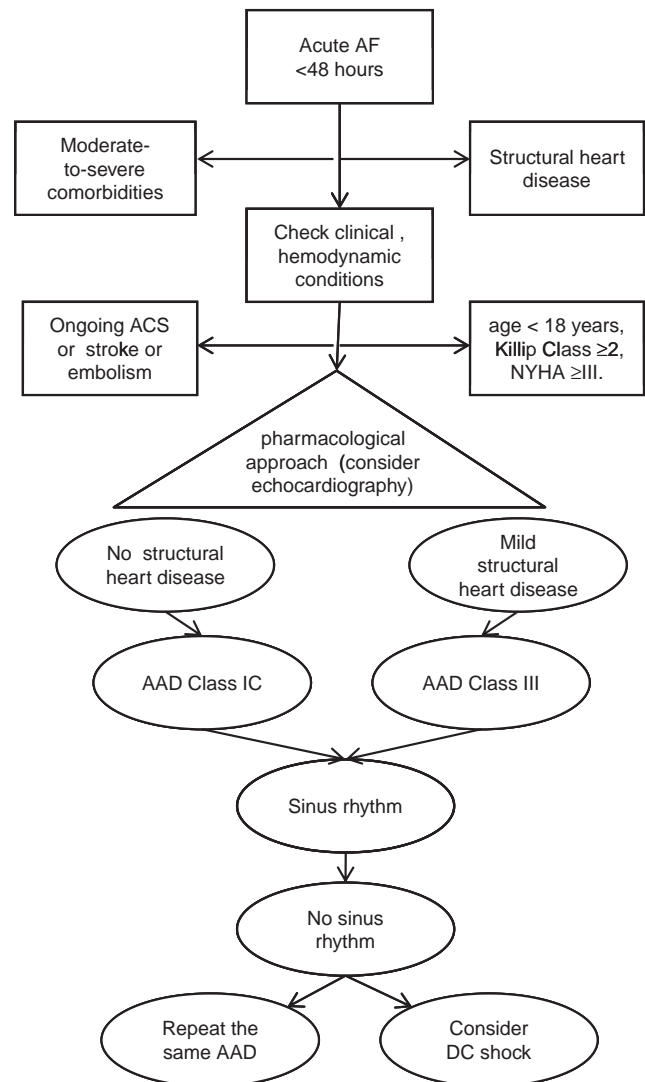 Acute AF
<48 hours
Moderate-
to-severe
comorbidities
Structural heart
disease
Check clinical ,
hemodynamic
conditions
Ongoing ACS
or stroke or
embolism
age < 18 years,
Killip Class ≥2,
NYHA ≥III.
pharmacological
approach (consider
echocardiography)
No structural
heart disease
Mild
structural
heart disease
AAD Class IC
AAD Class III
Sinus rhythm
No sinus
rhythm
Repeat the
same AAD
Consider
DC shock